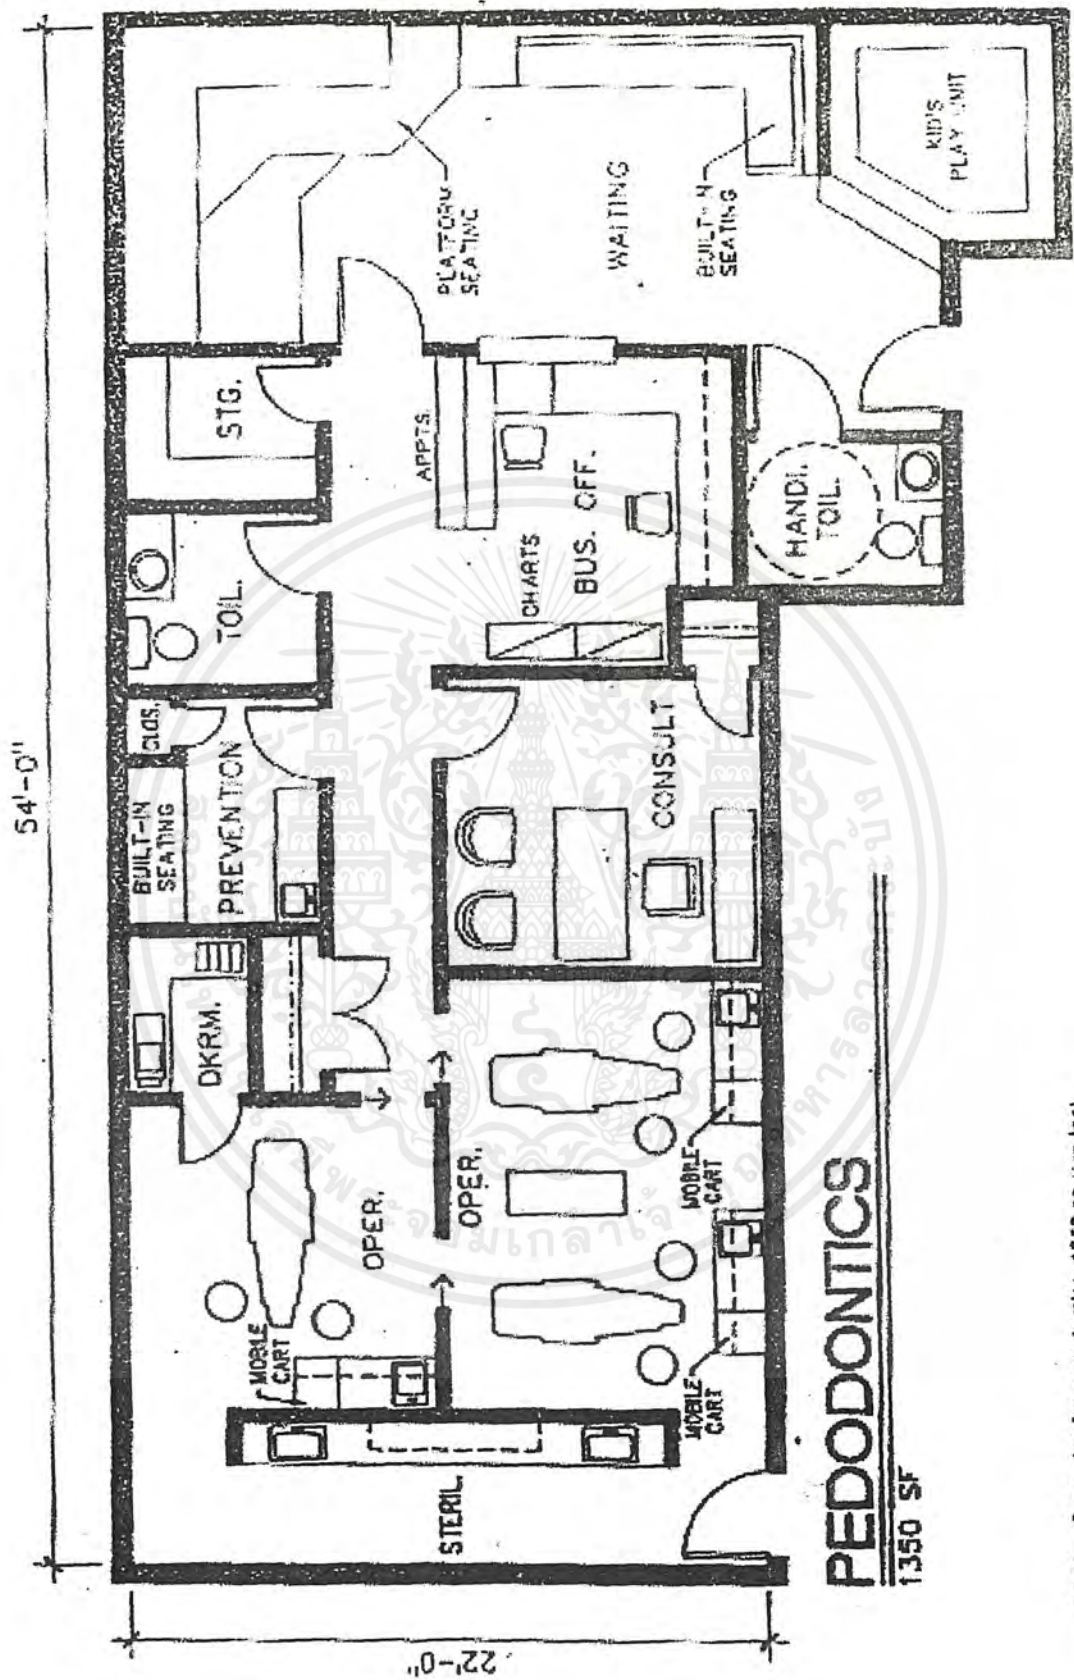 54'-0"
22'-0"
STERIL.
MOBILE
CART
OPER.
DKRM.
BUILT-IN
SEATING
CLOS.
PREVENTION
TOIL.
STG.
PLATFORM
SEATING
WAITING
BUILT-IN
SEATING
KID'S
PLAY UNIT
APPTS.
CHARTS
BUS. OFF.
HANDI.
TOIL.
CONSULT
OPER.
MOBILE
CART
MOBILE
CART
PEDODONTICS
1350 SF